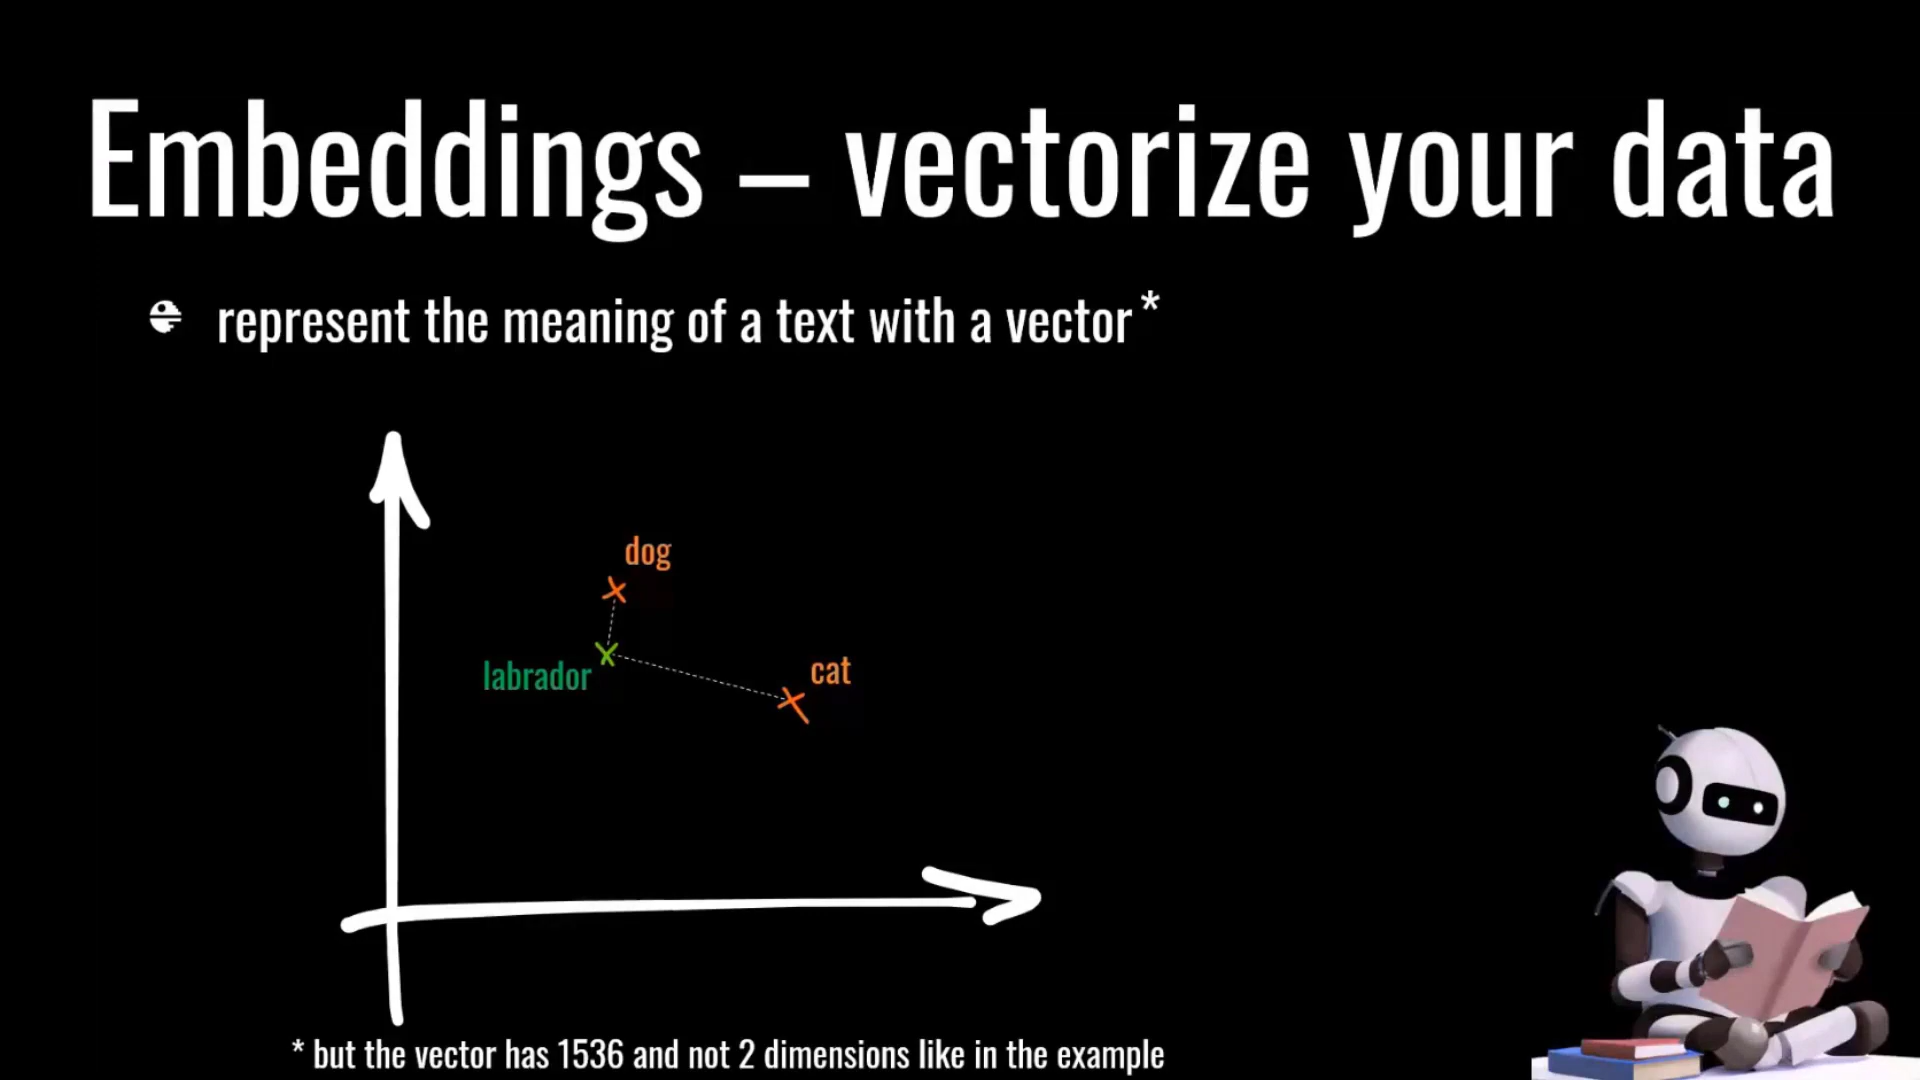 Embeddings – vectorize your data
represent the meaning of a text with a vector*
dog
labrador
cat
* but the vector has 1536 and not 2 dimensions like in the example